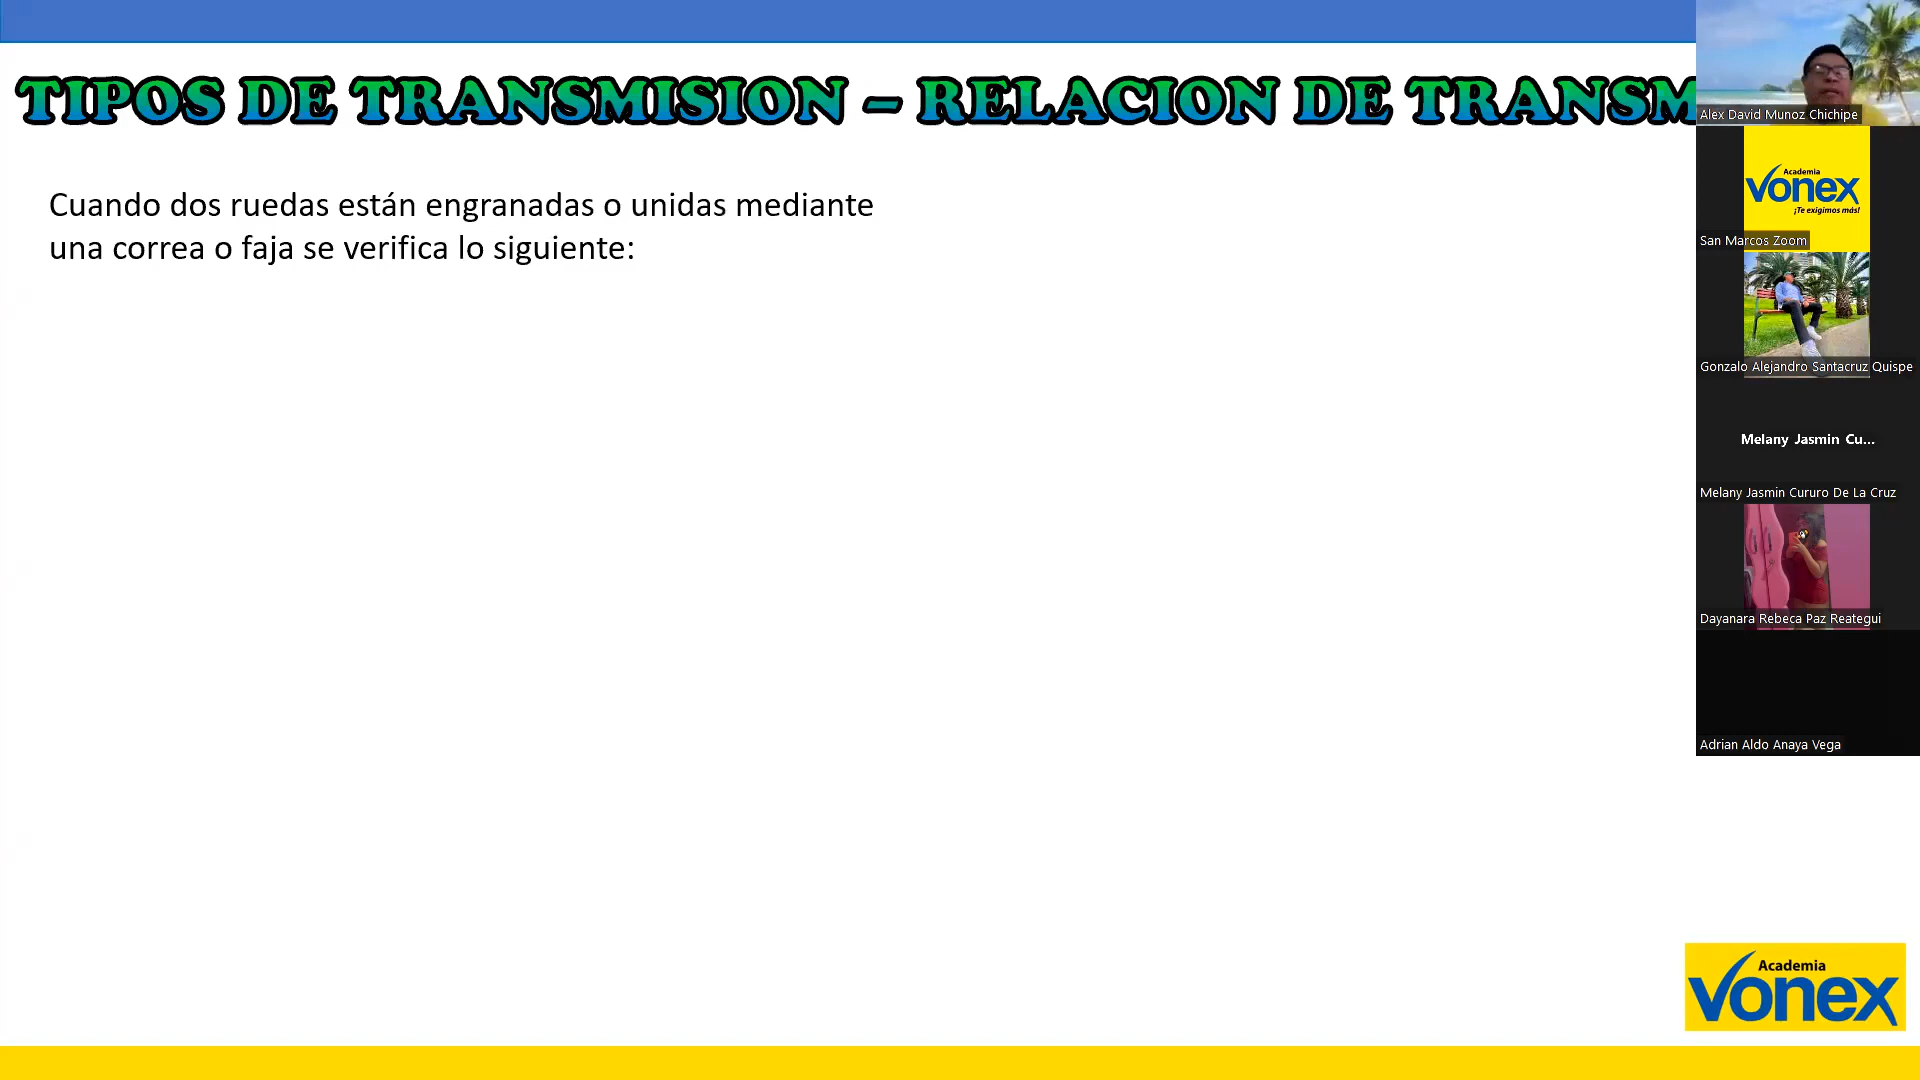 TIPOS DE TRANSMISION – RELACION DE TRANSM
Cuando dos ruedas están engranadas o unidas mediante
una correa o faja se verifica lo siguiente:
Alex David Munoz Chichipe
Academia
vonex
¡Te exigimos más!
San Marcos Zoom
Gonzalo Alejandro Santacruz Quispe
Melany Jasmin Cu...
Melany Jasmin Cururo De La Cruz
Dayanara Rebeca Paz Reategui
Adrian Aldo Anaya Vega
Academia
vonex